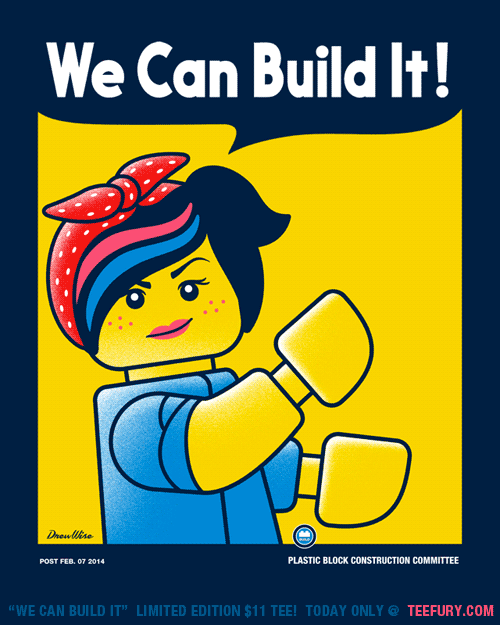 We Can Build It!
DrewWise
BUILD
POST FEB. 07 2014
PLASTIC BLOCK CONSTRUCTION COMMITTEE
“WE CAN BUILD IT” LIMITED EDITION $11 TEE! TODAY ONLY @ TEEFURY.COM